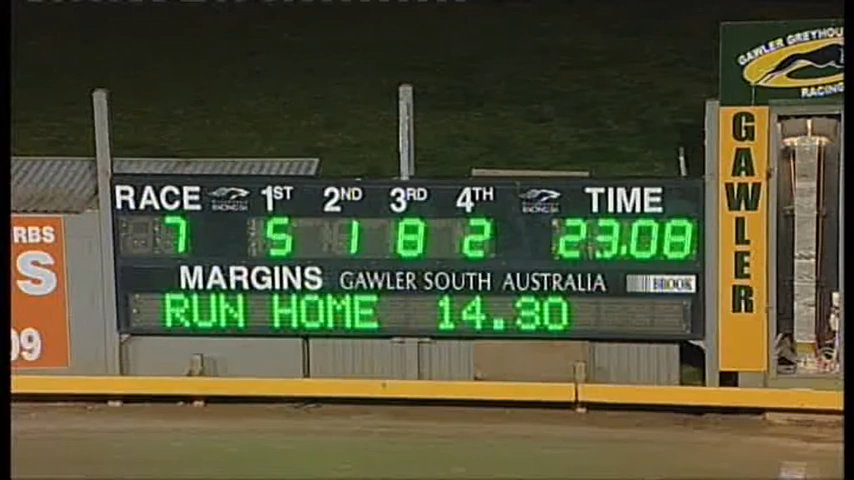 GAWLER GREYHOU
RACING
GAWLER
RACE 1ST 2ND 3RD 4TH TIME
7 5 1 8 2 23.08
MARGINS GAWLER SOUTH AUSTRALIA BROOK
RUN HOME 14.30
RBS
S
09